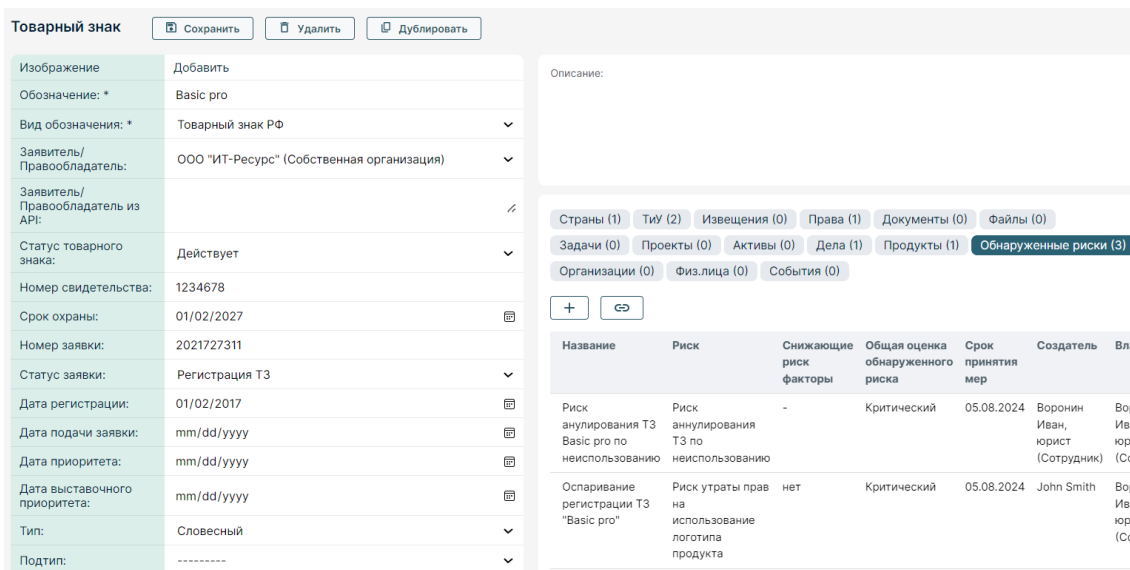 Товарный знак
Сохранить
Удалить
Дублировать
Изображение
Добавить
Обозначение: *
Basic pro
Вид обозначения: *
Товарный знак РФ
Заявитель/
Правообладатель:
ООО "ИТ-Ресурс" (Собственная организация)
Заявитель/
Правообладатель из
API:
Статус товарного
знака:
Действует
Номер свидетельства:
1234678
Срок охраны:
01/02/2027
Номер заявки:
2021727311
Статус заявки:
Регистрация ТЗ
Дата регистрации:
01/02/2017
Дата подачи заявки:
mm/dd/yyyy
Дата приоритета:
mm/dd/yyyy
Дата выставочного
приоритета:
mm/dd/yyyy
Тип:
Словесный
Подтип:
---------
Описание:
Страны (1)
ТиУ (2)
Извещения (0)
Права (1)
Документы (0)
Файлы (0)
Задачи (0)
Проекты (0)
Активы (0)
Дела (1)
Продукты (1)
Обнаруженные риски (3)
Организации (0)
Физ.лица (0)
События (0)
Название
Риск
Снижающие
риск
факторы
Общая оценка
обнаруженного
риска
Срок
принятия
мер
Создатель
Риск
анулирования ТЗ
Basic pro по
неиспользованию
Риск
аннулирования
ТЗ по
неиспользованию
-
Критический
05.08.2024
Воронин
Иван,
юрист
(Сотрудник)
Оспаривание
регистрации ТЗ
"Basic pro"
Риск утраты прав
на
использование
логотипа
продукта
нет
Критический
05.08.2024
John Smith